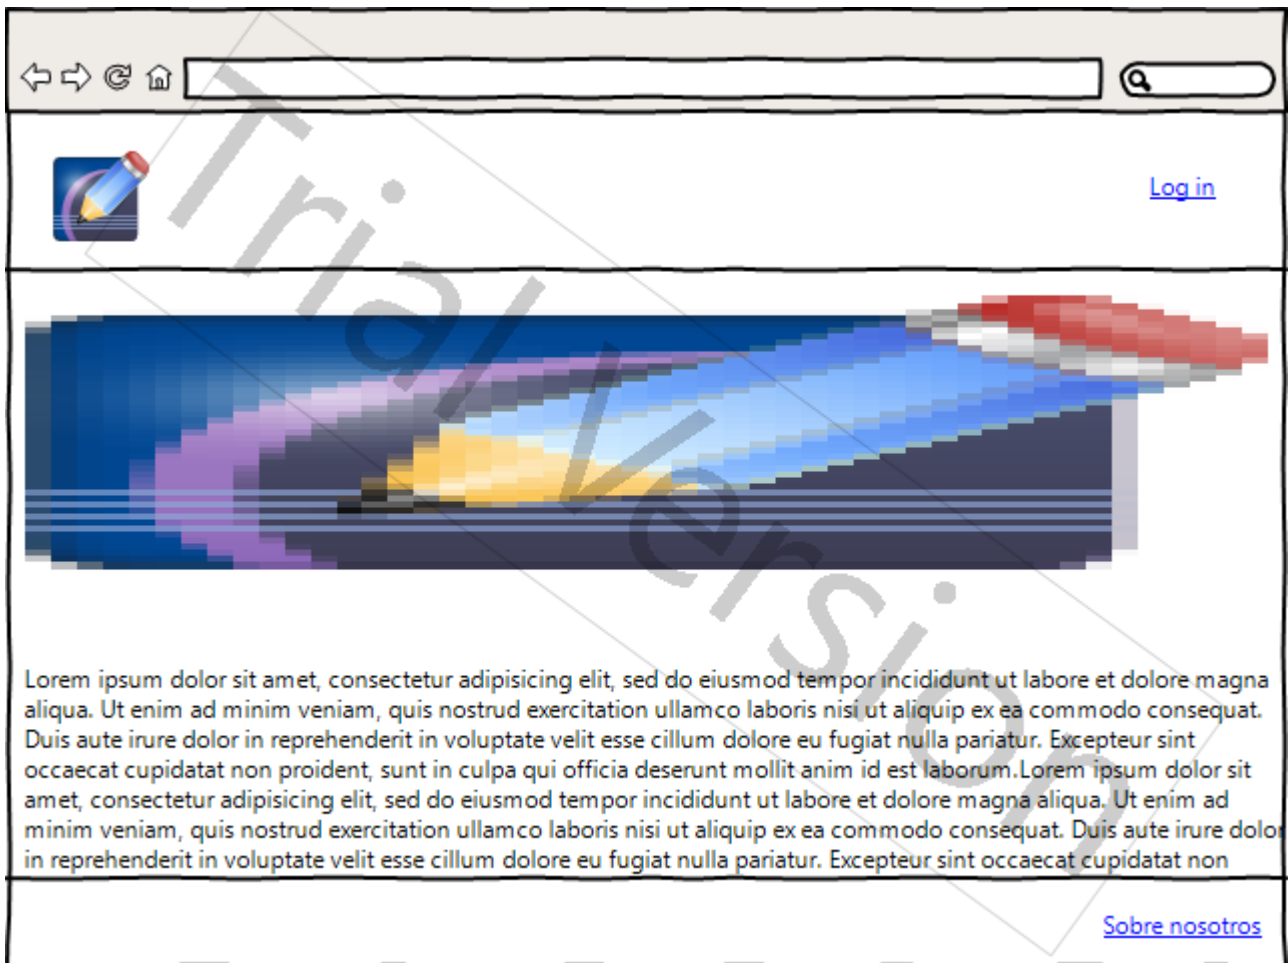 Log in
Trial Version
Lorem ipsum dolor sit amet, consectetur adipisicing elit, sed do eiusmod tempor incididunt ut labore et dolore magna
aliqua. Ut enim ad minim veniam, quis nostrud exercitation ullamco laboris nisi ut aliquip ex ea commodo consequat.
Duis aute irure dolor in reprehenderit in voluptate velit esse cillum dolore eu fugiat nulla pariatur. Excepteur sint
occaecat cupidatat non proident, sunt in culpa qui officia deserunt mollit anim id est laborum.Lorem ipsum dolor sit
amet, consectetur adipisicing elit, sed do eiusmod tempor incididunt ut labore et dolore magna aliqua. Ut enim ad
minim veniam, quis nostrud exercitation ullamco laboris nisi ut aliquip ex ea commodo consequat. Duis aute irure dolor
in reprehenderit in voluptate velit esse cillum dolore eu fugiat nulla pariatur. Excepteur sint occaecat cupidatat non
Sobre nosotros